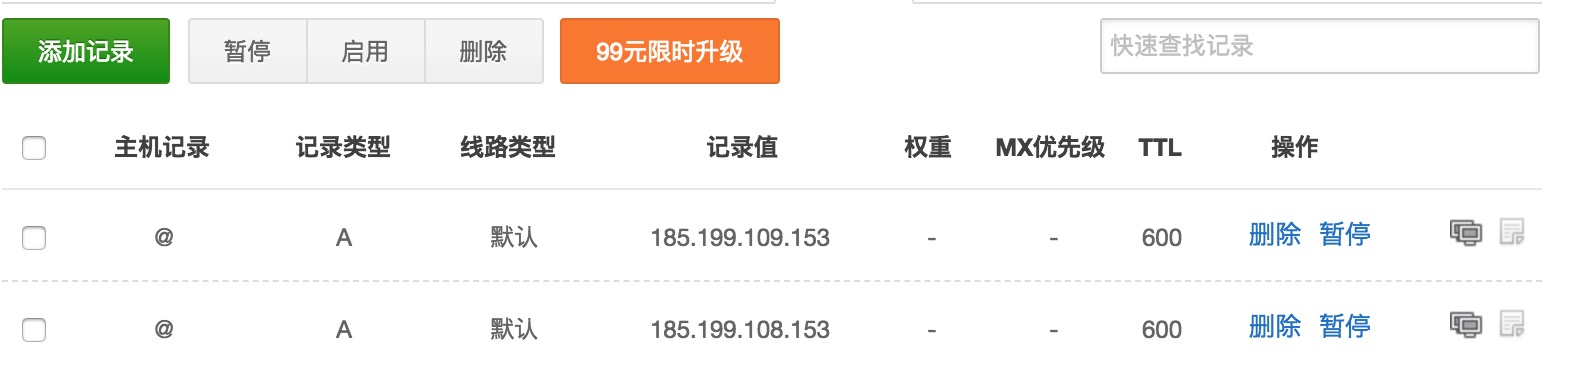 添加记录 暂停 启用 删除 99元限时升级 快速查找记录
主机记录 记录类型 线路类型 记录值 权重 MX优先级 TTL 操作
@ A 默认 185.199.109.153 - - 600 删除 暂停
@ A 默认 185.199.108.153 - - 600 删除 暂停